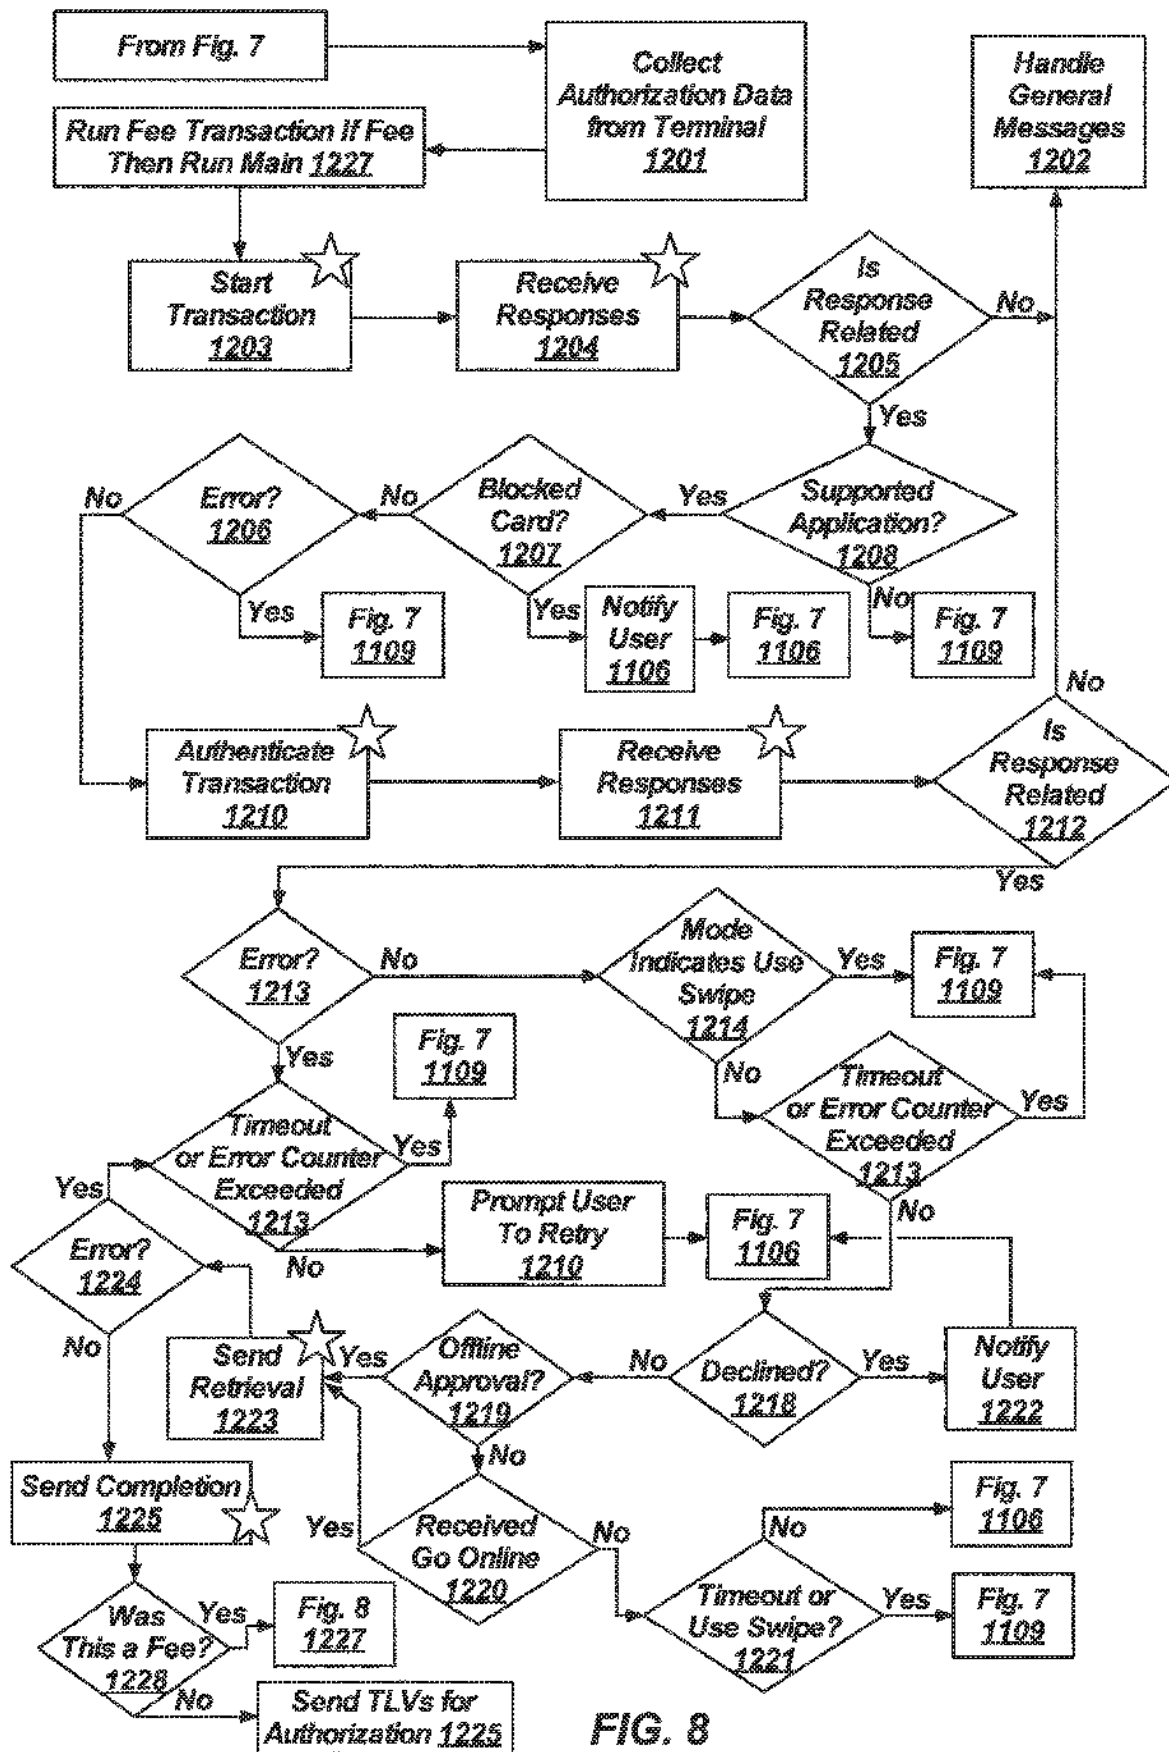 From Fig. 7
Collect
Authorization Data
from Terminal
1201
Handle
General
Messages
1202
Run Fee Transaction If Fee
Then Run Main 1227
Start
Transaction
1203
Receive
Responses
1204
Is
Response
Related
1205
No
Yes
Supported
Application?
1208
Yes
Blocked
Card?
1207
No
Error?
1206
No
Yes
Fig. 7
1109
Yes
Notify
User
1106
Fig. 7
1106
No
Fig. 7
1109
No
Authenticate
Transaction
1210
Receive
Responses
1211
Is
Response
Related
1212
Yes
Error?
1213
No
Mode
Indicates Use
Swipe
1214
Yes
Fig. 7
1109
Yes
Fig. 7
1109
No
Timeout
or Error Counter
Exceeded
1213
Yes
Timeout
or Error Counter
Exceeded
1213
Yes
Yes
No
Prompt User
To Retry
1210
Fig. 7
1106
No
Error?
1224
No
Send
Retrieval
1223
Yes
Offline
Approval?
1219
No
Declined?
1218
Yes
Notify
User
1222
No
Send Completion
1225
Yes
Received
Go Online
1220
No
No
Fig. 7
1106
Timeout or
Use Swipe?
1221
Yes
Fig. 7
1109
Was
This a Fee?
1228
Yes
Fig. 8
1227
No
Send TLVs for
Authorization 1225
FIG. 8